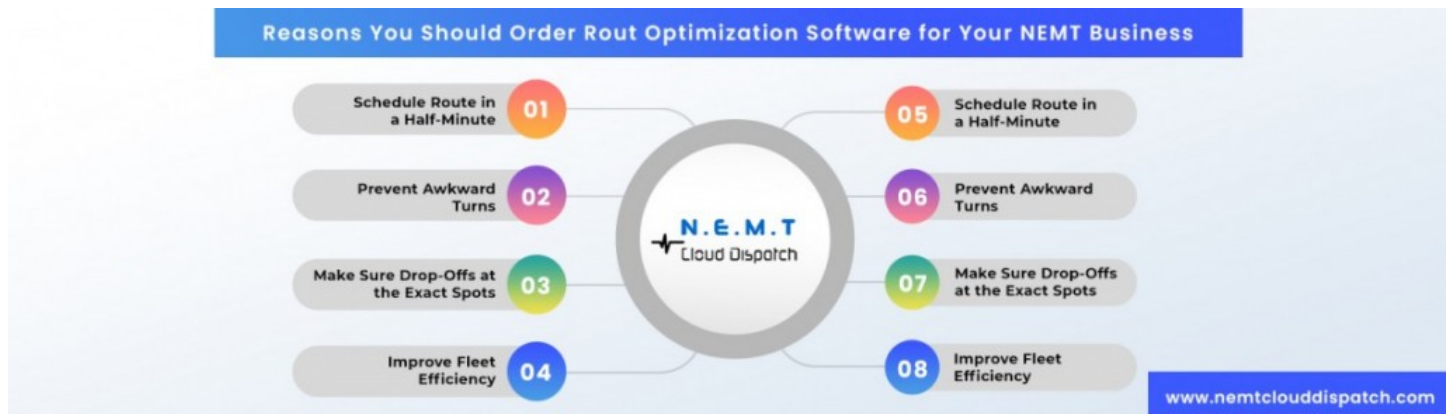 Reasons You Should Order Rout Optimization Software for Your NEMT Business
Schedule Route in
a Half-Minute
01
Prevent Awkward
Turns
02
Make Sure Drop-Offs at
the Exact Spots
03
Improve Fleet
Efficiency
04
N.E.M.T
Cloud Dispatch
05
Schedule Route in
a Half-Minute
06
Prevent Awkward
Turns
07
Make Sure Drop-Offs
at the Exact Spots
08
Improve Fleet
Efficiency
www.nemtclouddispatch.com